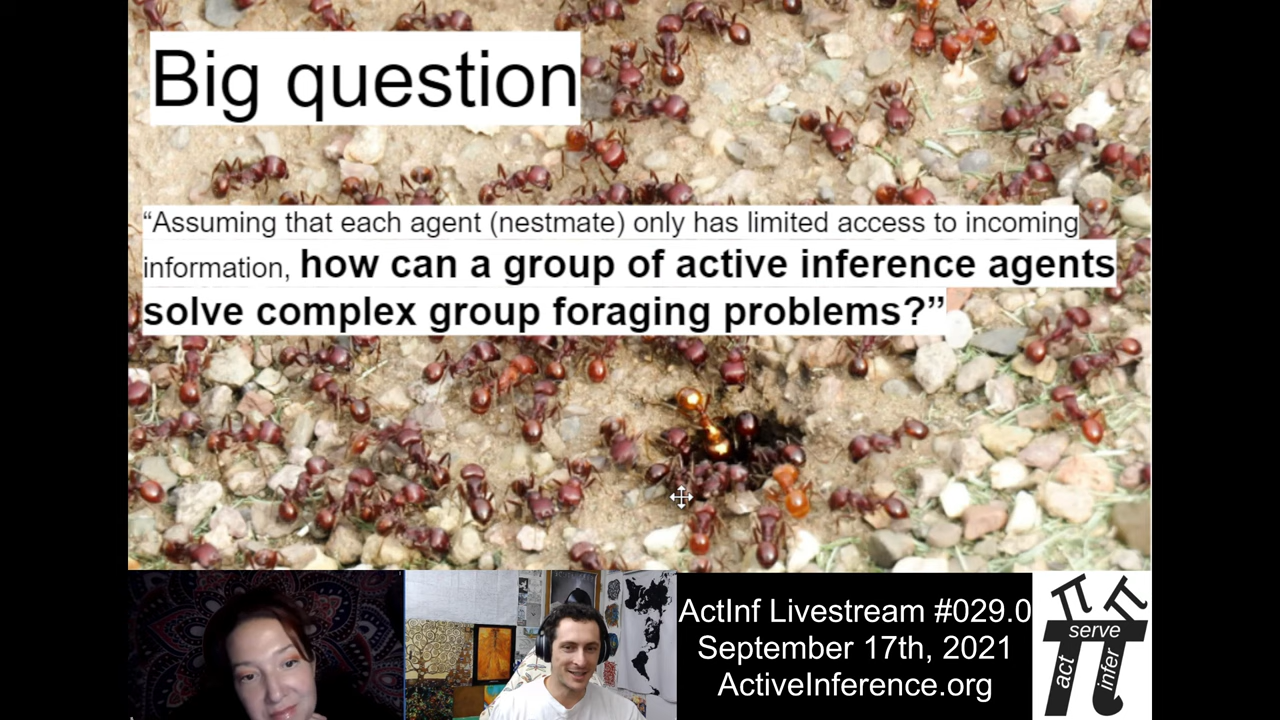 Big question
“Assuming that each agent (nestmate) only has limited access to incoming
information, how can a group of active inference agents
solve complex group foraging problems?”
ActInf Livestream #029.0
September 17th, 2021
ActiveInference.org
serve
act
infer